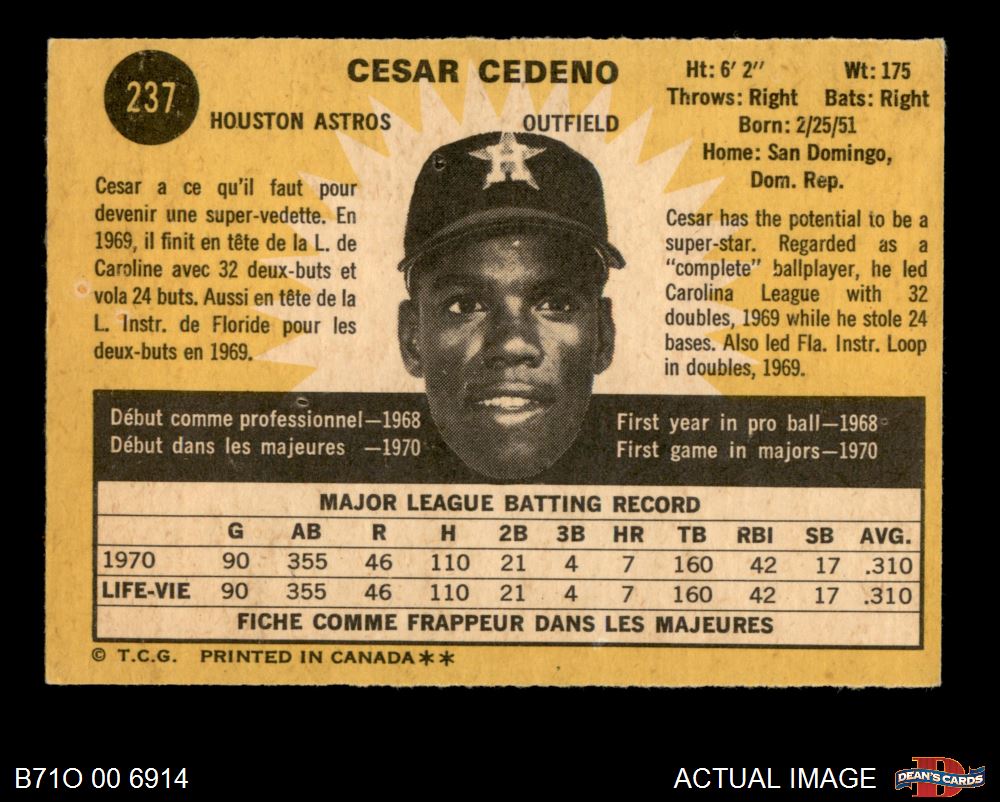 237
CESAR CEDENO
HOUSTON ASTROS OUTFIELD
Ht: 6' 2" Wt: 175
Throws: Right Bats: Right
Born: 2/25/51
Home: San Domingo,
Dom. Rep.
Cesar a ce qu'il faut pour
devenir une super-vedette. En
1969, il finit en tête de la L. de
Caroline avec 32 deux-buts et
vola 24 buts. Aussi en tête de la
L. Instr. de Floride pour les
deux-buts en 1969.
Cesar has the potential to be a
super-star. Regarded as a
"complete" ballplayer, he led
Carolina League with 32
doubles, 1969 while he stole 24
bases. Also led Fla. Instr. Loop
in doubles, 1969.
Début comme professionnel—1968
Début dans les majeures —1970
First year in pro ball—1968
First game in majors—1970
MAJOR LEAGUE BATTING RECORD
G AB R H 2B 3B HR TB RBI SB AVG.
1970 90 355 46 110 21 4 7 160 42 17 .310
LIFE-VIE 90 355 46 110 21 4 7 160 42 17 .310
FICHE COMME FRAPPEUR DANS LES MAJEURES
© T.C.G. PRINTED IN CANADA**
B71O 00 6914
ACTUAL IMAGE
D
DEAN'S CARDS